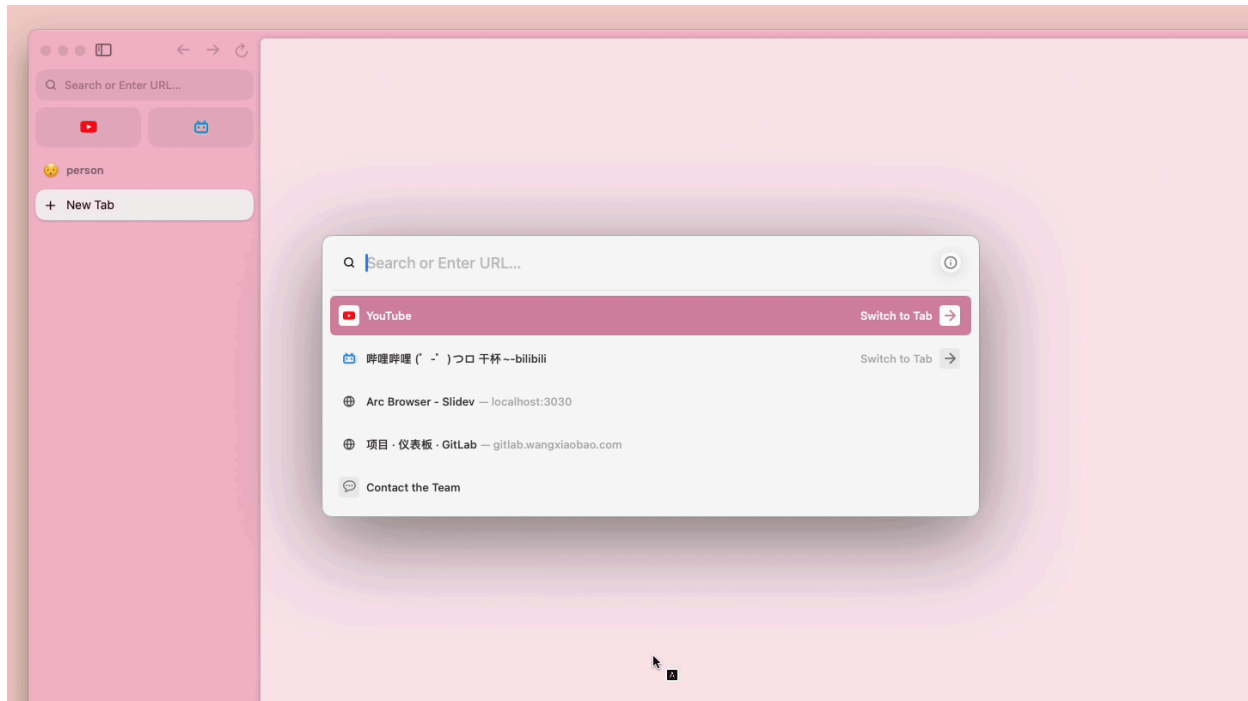 Search or Enter URL...
person
New Tab
Search or Enter URL...
YouTube Switch to Tab
哔哩哔哩 (゜-゜)つロ 干杯~-bilibili Switch to Tab
Arc Browser - Slidev — localhost:3030
项目 · 仪表板 · GitLab — gitlab.wangxiaobao.com
Contact the Team
A